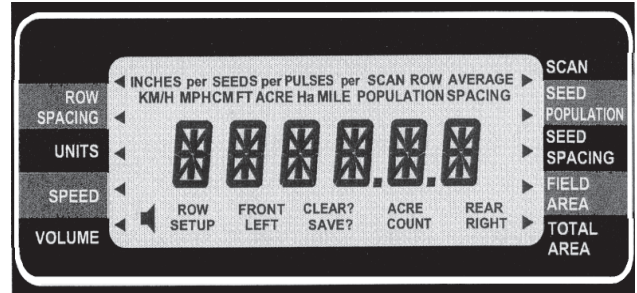 ROW
SPACING
UNITS
SPEED
VOLUME
INCHES per SEEDS per PULSES per SCAN ROW AVERAGE
KM/H MPH CM FT ACRE Ha MILE POPULATION SPACING
ROW FRONT CLEAR? ACRE REAR
SETUP LEFT SAVE? COUNT RIGHT
SCAN
SEED
POPULATION
SEED
SPACING
FIELD
AREA
TOTAL
AREA